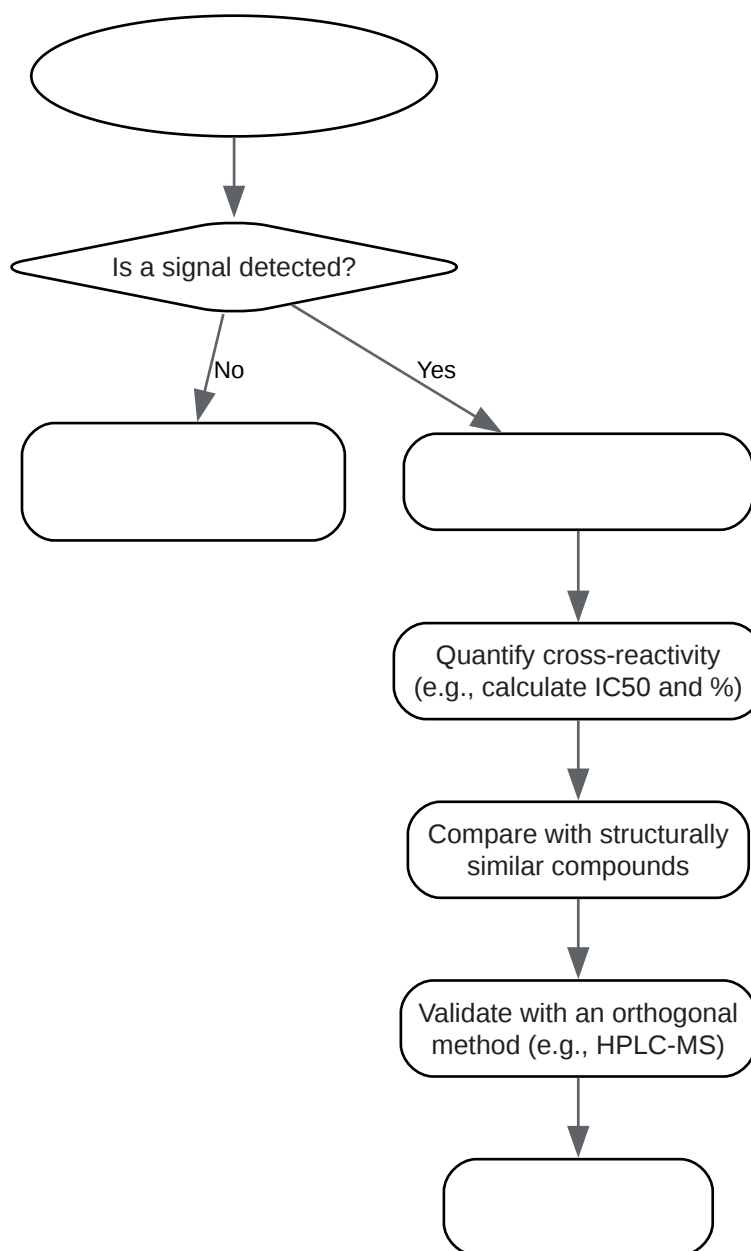 Is a signal detected?
No
Yes
Quantify cross-reactivity
(e.g., calculate IC50 and %)
Compare with structurally
similar compounds
Validate with an orthogonal
method (e.g., HPLC-MS)